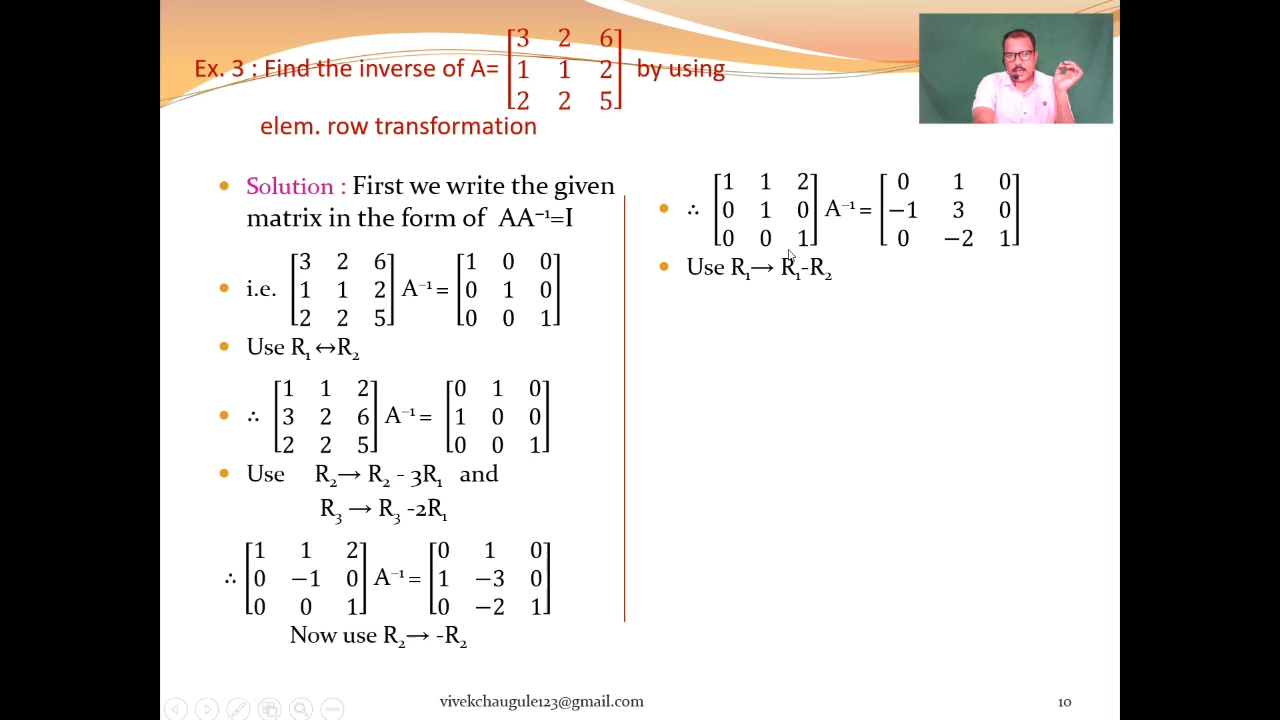 Ex. 3 : Find the inverse of A= [3 2 6; 1 1 2; 2 2 5] by using
elem. row transformation
• Solution : First we write the given
matrix in the form of AA⁻¹=I
• i.e. [3 2 6; 1 1 2; 2 2 5] A⁻¹ = [1 0 0; 0 1 0; 0 0 1]
• Use R₁ ↔R₂
• ∴ [1 1 2; 3 2 6; 2 2 5] A⁻¹ = [0 1 0; 1 0 0; 0 0 1]
• Use R₂→ R₂ - 3R₁ and
R₃ → R₃ -2R₁
∴ [1 1 2; 0 −1 0; 0 0 1] A⁻¹ = [0 1 0; 1 −3 0; 0 −2 1]
Now use R₂→ -R₂
• ∴ [1 1 2; 0 1 0; 0 0 1] A⁻¹ = [0 1 0; −1 3 0; 0 −2 1]
• Use R₁→ R₁-R₂
vivekchaugule123@gmail.com
10